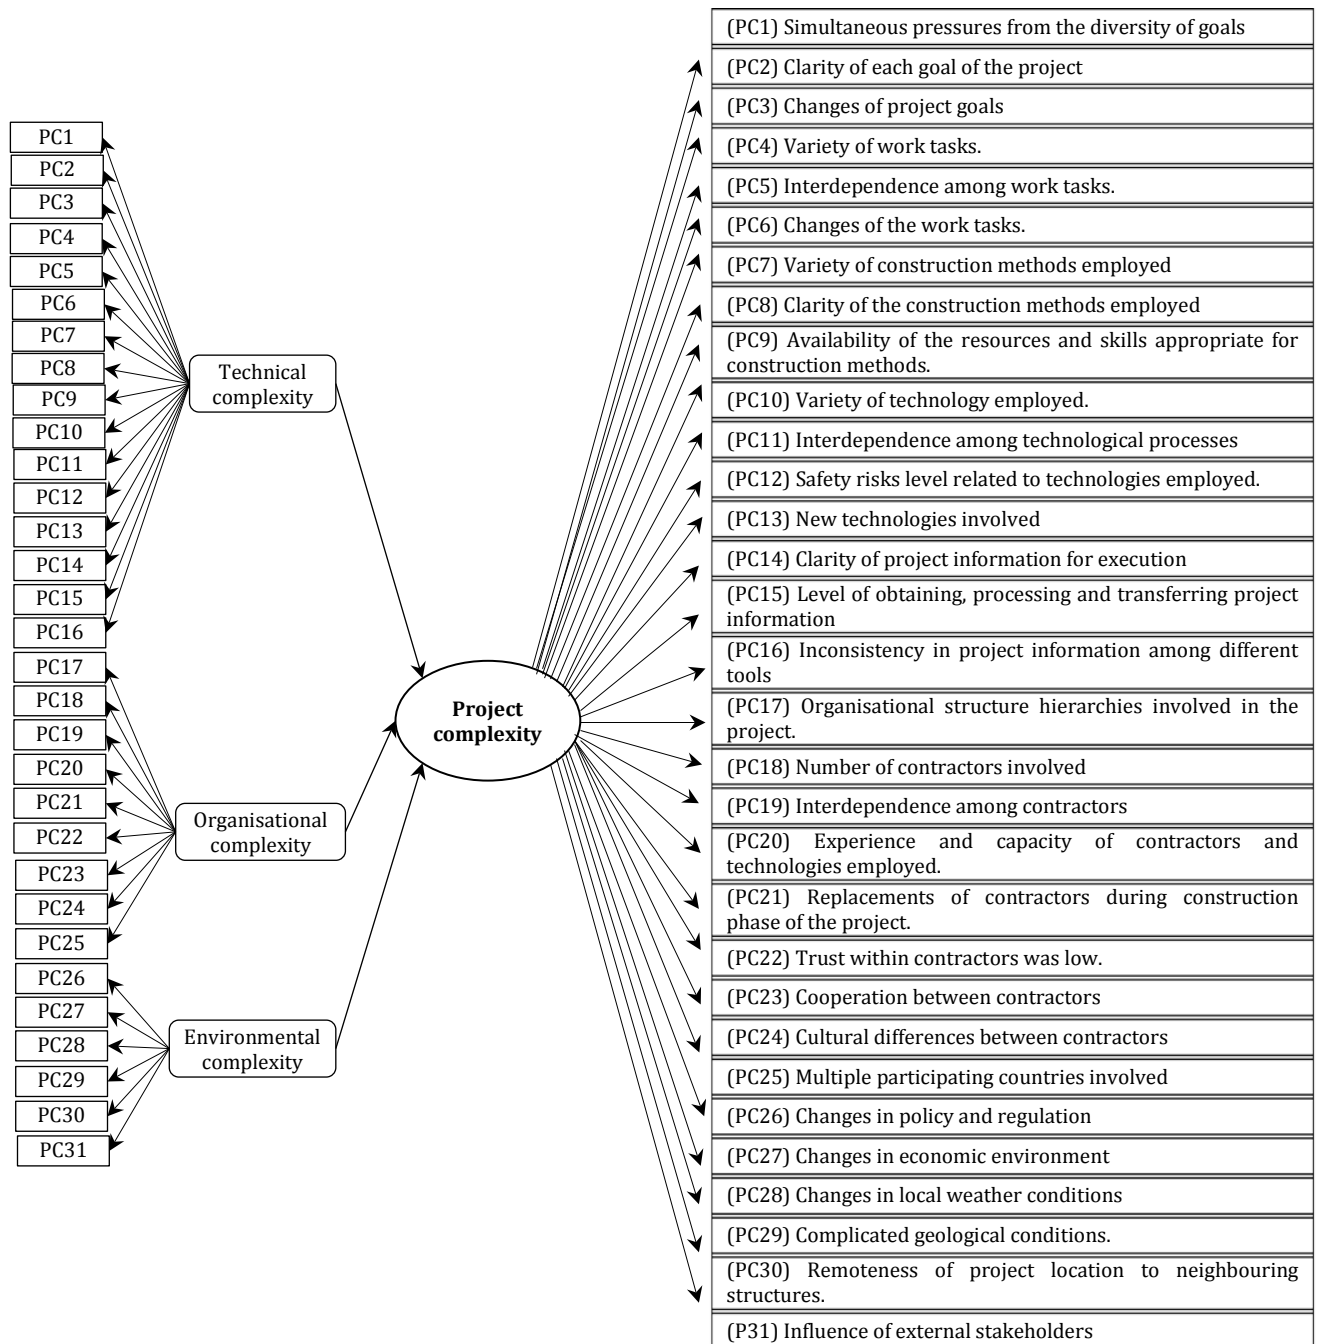 PC1
PC2
PC3
PC4
PC5
PC6
PC7
PC8
PC9
PC10
PC11
PC12
PC13
PC14
PC15
PC16
PC17
PC18
PC19
PC20
PC21
PC22
PC23
PC24
PC25
PC26
PC27
PC28
PC29
PC30
PC31
Technical
complexity
Organisational
complexity
Environmental
complexity
Project
complexity
(PC1) Simultaneous pressures from the diversity of goals
(PC2) Clarity of each goal of the project
(PC3) Changes of project goals
(PC4) Variety of work tasks.
(PC5) Interdependence among work tasks.
(PC6) Changes of the work tasks.
(PC7) Variety of construction methods employed
(PC8) Clarity of the construction methods employed
(PC9) Availability of the resources and skills appropriate for
construction methods.
(PC10) Variety of technology employed.
(PC11) Interdependence among technological processes
(PC12) Safety risks level related to technologies employed.
(PC13) New technologies involved
(PC14) Clarity of project information for execution
(PC15) Level of obtaining, processing and transferring project
information
(PC16) Inconsistency in project information among different
tools
(PC17) Organisational structure hierarchies involved in the
project.
(PC18) Number of contractors involved
(PC19) Interdependence among contractors
(PC20) Experience and capacity of contractors and
technologies employed.
(PC21) Replacements of contractors during construction
phase of the project.
(PC22) Trust within contractors was low.
(PC23) Cooperation between contractors
(PC24) Cultural differences between contractors
(PC25) Multiple participating countries involved
(PC26) Changes in policy and regulation
(PC27) Changes in economic environment
(PC28) Changes in local weather conditions
(PC29) Complicated geological conditions.
(PC30) Remoteness of project location to neighbouring
structures.
(P31) Influence of external stakeholders